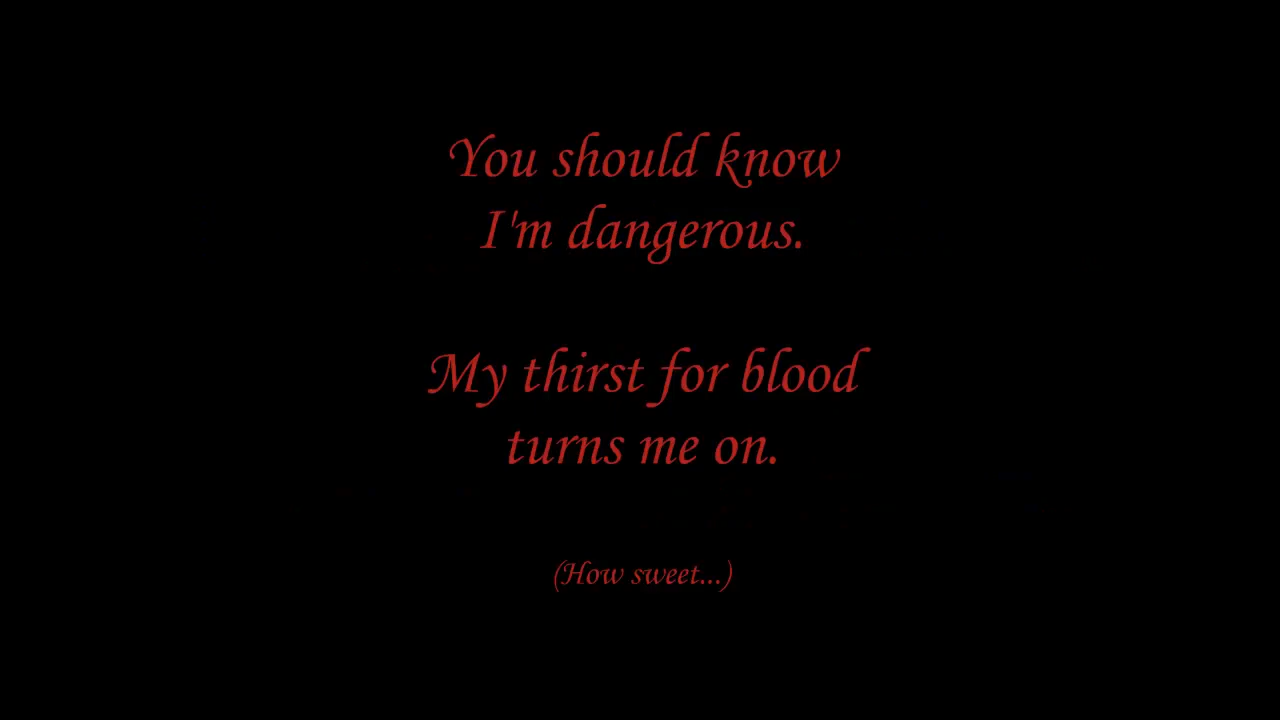 You should know
I'm dangerous.
My thirst for blood
turns me on.
(How sweet...)